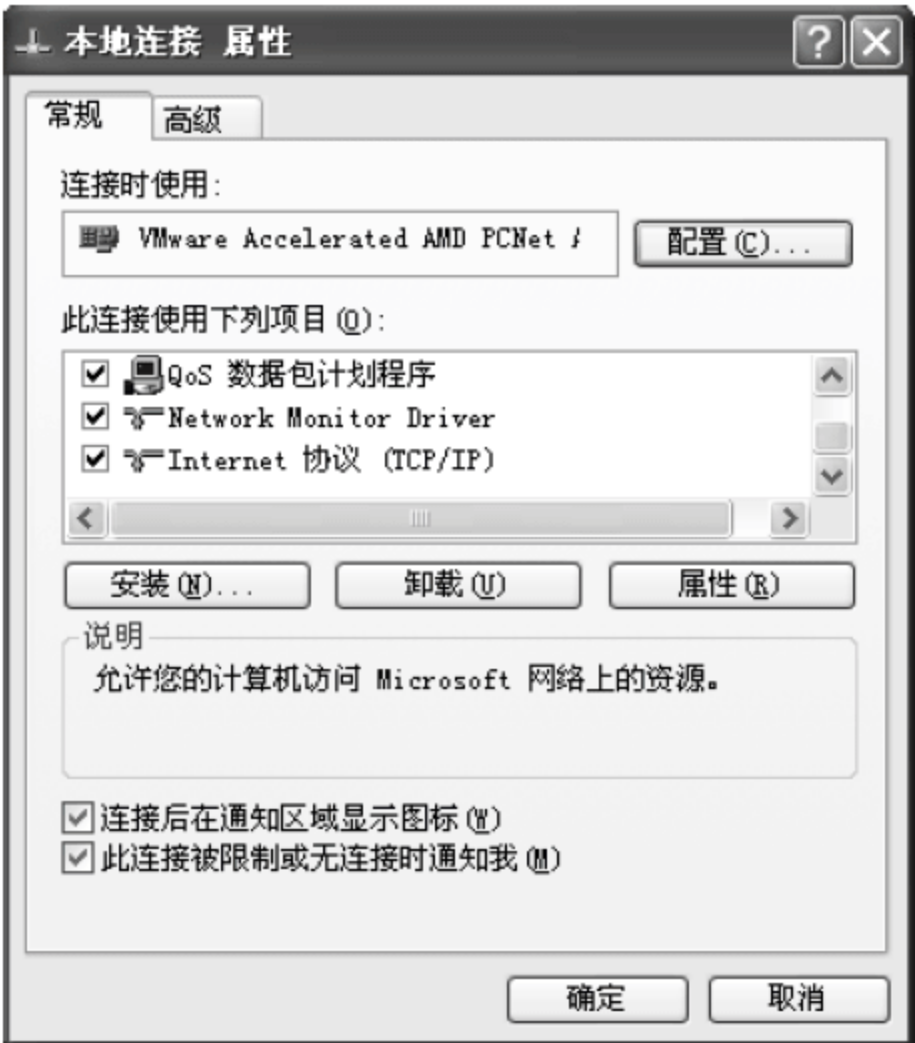 本地连接 属性
常规 高级
连接时使用:
VMware Accelerated AMD PCNet
配置(C)...
此连接使用下列项目(O):
QoS 数据包计划程序
Network Monitor Driver
Internet 协议 (TCP/IP)
安装(N)... 卸载(U) 属性(R)
说明
允许您的计算机访问 Microsoft 网络上的资源。
连接后在通知区域显示图标(W)
此连接被限制或无连接时通知我(M)
确定 取消